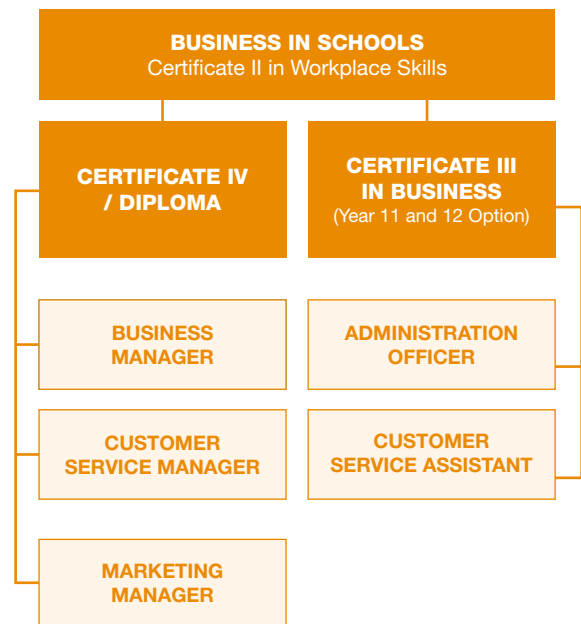 BUSINESS IN SCHOOLS
Certificate II in Workplace Skills
CERTIFICATE IV
/ DIPLOMA
CERTIFICATE III
IN BUSINESS
(Year 11 and 12 Option)
BUSINESS
MANAGER
ADMINISTRATION
OFFICER
CUSTOMER
SERVICE MANAGER
CUSTOMER
SERVICE ASSISTANT
MARKETING
MANAGER